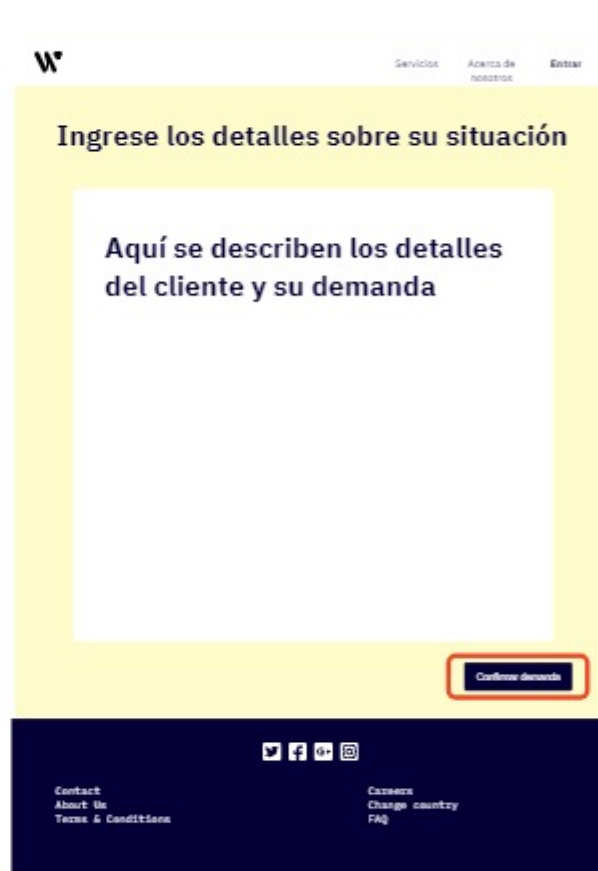 Servicios Acerca de Entrar
nosotros
Ingrese los detalles sobre su situación
Aquí se describen los detalles
del cliente y su demanda
Confirmar demanda
Contact Careers
About Us Change country
Terms & Conditions FAQ